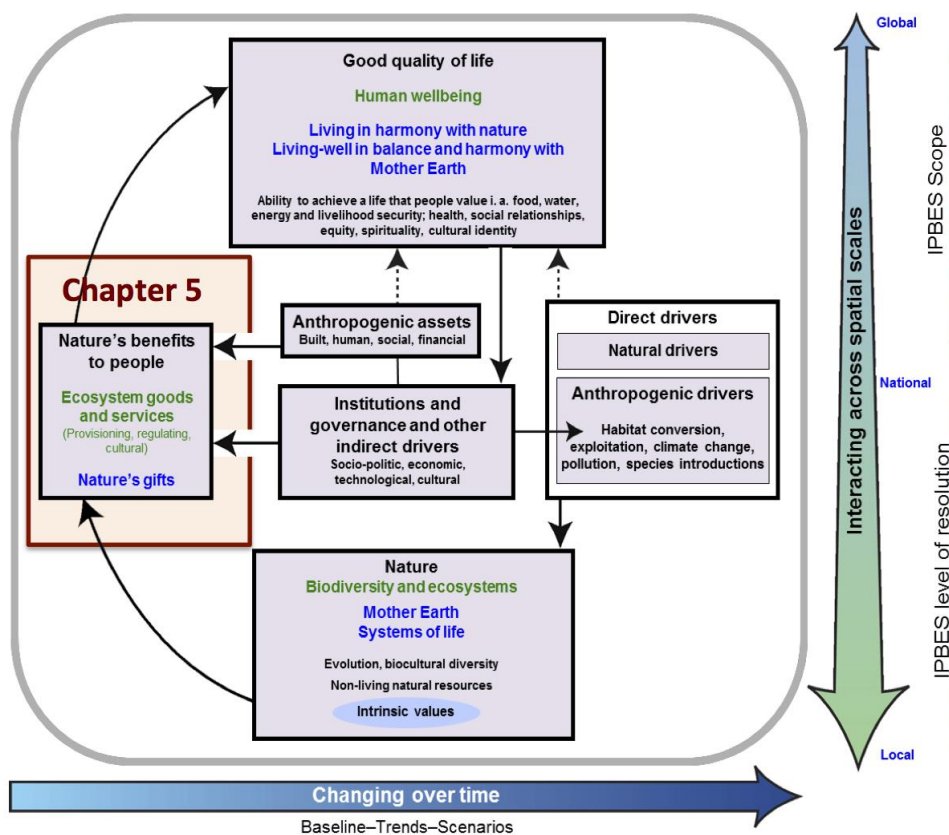 Global
Good quality of life
Human wellbeing
Living in harmony with nature
Living-well in balance and harmony with
Mother Earth
Ability to achieve a life that people value i. a. food, water,
energy and livelihood security; health, social relationships,
equity, spirituality, cultural identity
IPBES Scope
Chapter 5
Nature's benefits
to people
Ecosystem goods
and services
(Provisioning, regulating,
cultural)
Nature's gifts
Anthropogenic assets
Built, human, social, financial
Institutions and
governance and other
indirect drivers
Socio-politic, economic,
technological, cultural
Direct drivers
Natural drivers
Anthropogenic drivers
Habitat conversion,
exploitation, climate change,
pollution, species introductions
Interacting across spatial scales
National
IPBES level of resolution
Nature
Biodiversity and ecosystems
Mother Earth
Systems of life
Evolution, biocultural diversity
Non-living natural resources
Intrinsic values
Local
Changing over time
Baseline–Trends–Scenarios